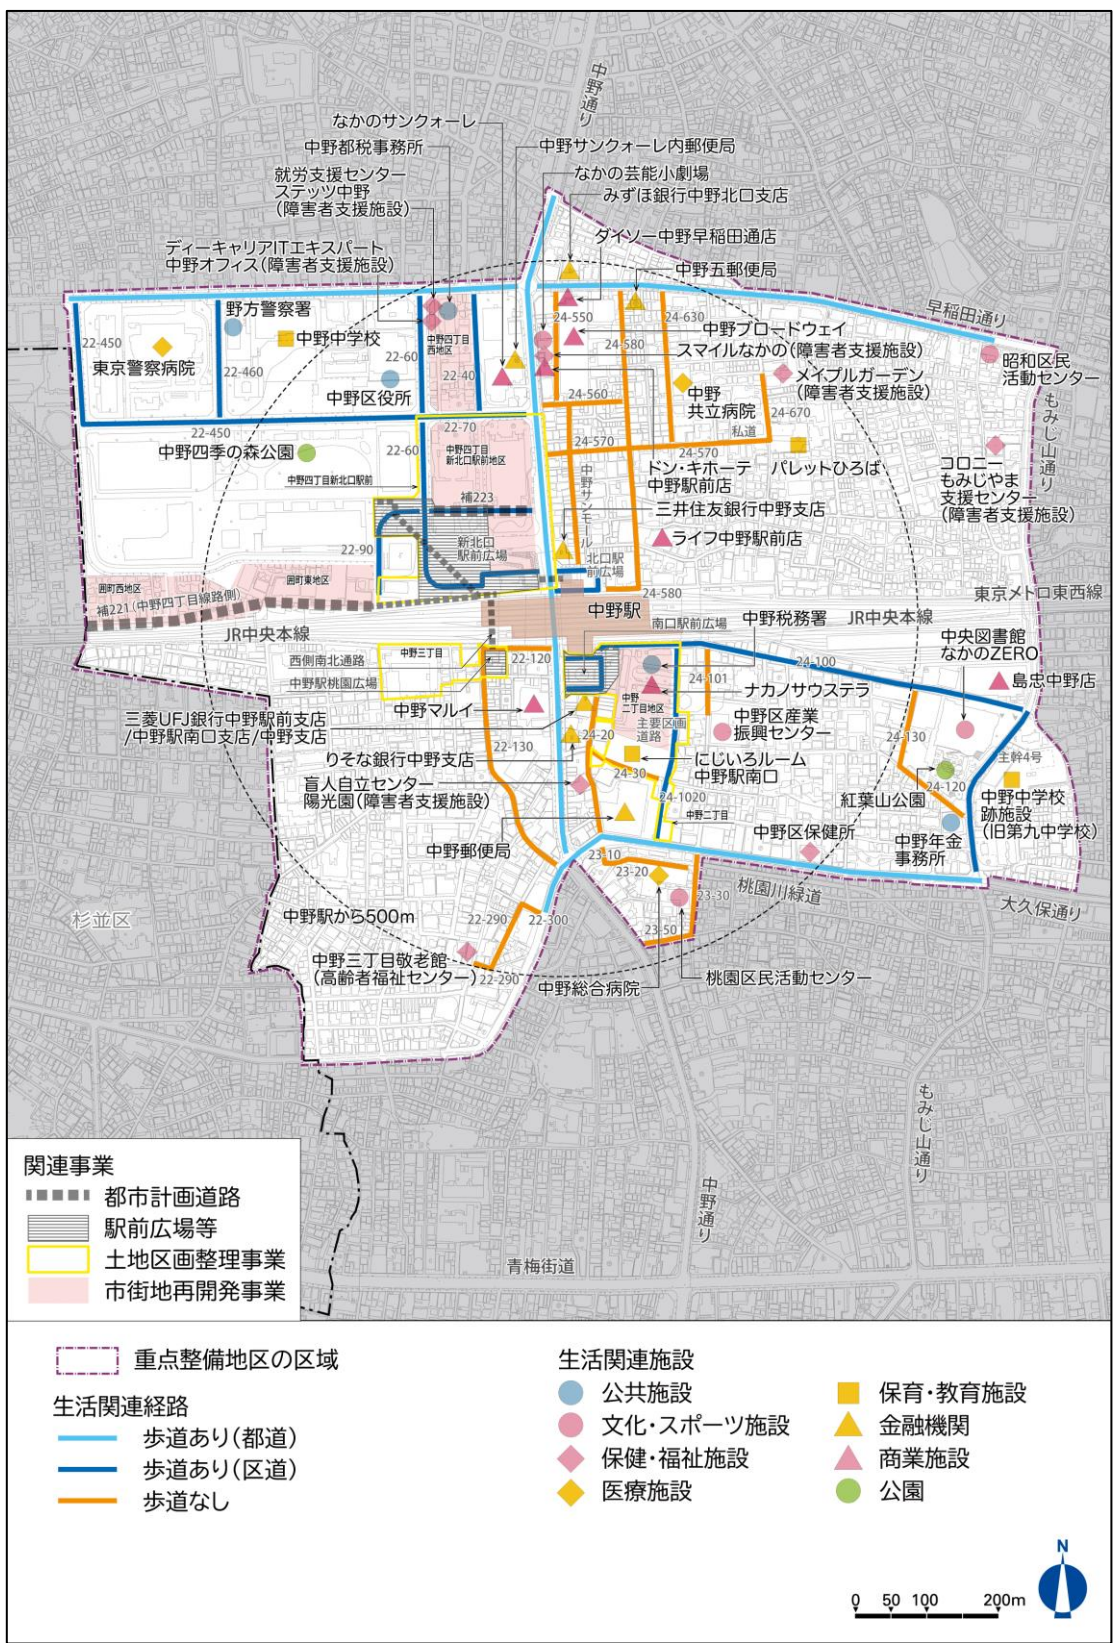 中野通り
なかのサンクォーレ
中野都税事務所
中野サンクォーレ内郵便局
就労支援センター
ステッツ中野
(障害者支援施設)
なかの芸能小劇場
みずほ銀行中野北口支店
ディーキャリアITエキスパート
中野オフィス(障害者支援施設)
ダイソー中野早稲田通店
中野五郵便局
早稲田通り
野方警察署
中野中学校
22-450
東京警察病院
22-460
22-60
中野四丁目
西地区
22-40
24-550
24-630
24-580
中野ブロードウェイ
スマイルなかの(障害者支援施設)
昭和区民
活動センター
中野区役所
メイプルガーデン
(障害者支援施設)
中野
共立病院
24-560
24-670
私道
もみじ山通り
22-450
22-70
22-60
中野四季の森公園
中野四丁目
新北口駅前地区
中野四丁目新北口駅前
24-570
24-570
中野サンモール
ドン・キホーテ
中野駅前店
パレットひろば
コロニー
もみじやま
支援センター
(障害者支援施設)
補223
三井住友銀行中野支店
22-90
新北口
駅前広場
ライフ中野駅前店
北口駅
前広場
囲町西地区
囲町東地区
補221(中野四丁目線路側)
24-580
東京メトロ東西線
中野駅
中野税務署
JR中央本線
JR中央本線
南口駅前広場
中央図書館
なかのZERO
西側南北通路
中野三丁目
22-120
24-100
中野駅桃園広場
24-101
島忠中野店
中野マルイ
中野
二丁目地区
ナカノサウステラ
三菱UFJ銀行中野駅前支店
/中野駅南口支店/中野支店
主要区画
道路
中野区産業
振興センター
22-130
24-20
24-130
りそな銀行中野支店
にじいろルーム
中野駅南口
主幹4号
盲人自立センター
陽光園(障害者支援施設)
24-30
24-1020
紅葉山公園
24-120
中野中学校
跡施設
(旧第九中学校)
中野二丁目
中野郵便局
中野区保健所
中野年金
事務所
23-10
23-20
桃園川緑道
23-30
大久保通り
杉並区
中野駅から500m
22-290
22-300
23-50
中野三丁目敬老館
(高齢者福祉センター)
22-290
中野総合病院
桃園区民活動センター
もみじ山通り
中野通り
青梅街道
関連事業
都市計画道路
駅前広場等
土地区画整理事業
市街地再開発事業
重点整備地区の区域
生活関連経路
歩道あり(都道)
歩道あり(区道)
歩道なし
生活関連施設
公共施設
文化・スポーツ施設
保健・福祉施設
医療施設
保育・教育施設
金融機関
商業施設
公園
N
0 50 100 200m